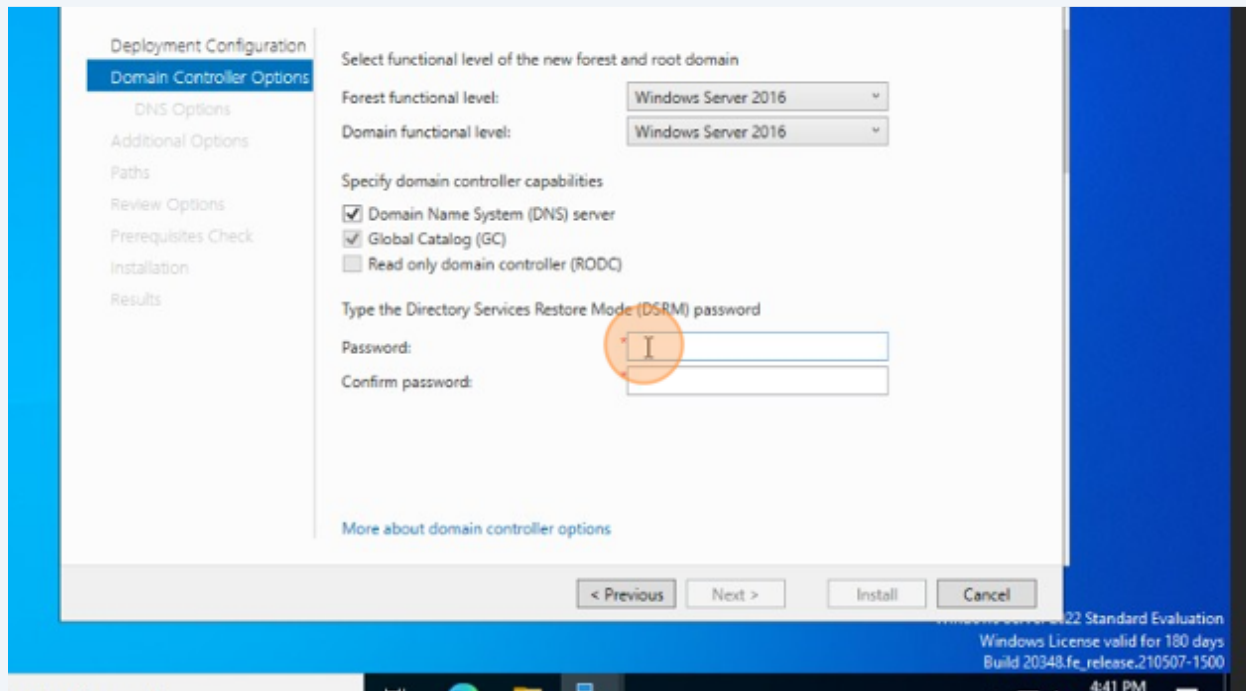 Deployment Configuration
Domain Controller Options
DNS Options
Additional Options
Paths
Review Options
Prerequisites Check
Installation
Results
Select functional level of the new forest and root domain
Forest functional level: Windows Server 2016
Domain functional level: Windows Server 2016
Specify domain controller capabilities
Domain Name System (DNS) server
Global Catalog (GC)
Read only domain controller (RODC)
Type the Directory Services Restore Mode (DSRM) password
Password: *
Confirm password: *
More about domain controller options
< Previous Next > Install Cancel
22 Standard Evaluation
Windows License valid for 180 days
Build 20348.fe_release.210507-1500
4:41 PM